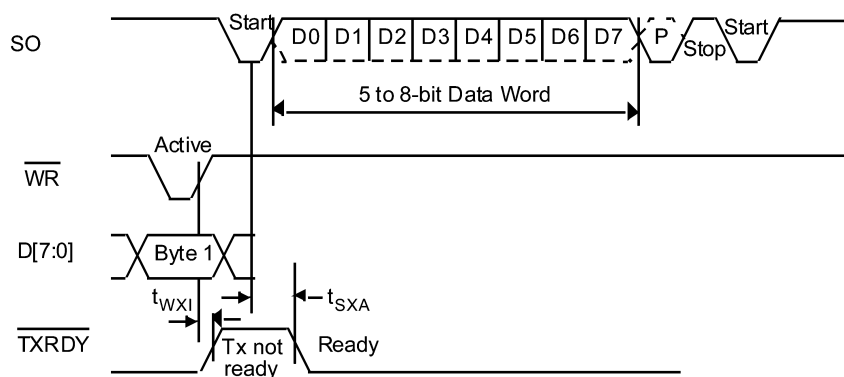 SO
Start D0 D1 D2 D3 D4 D5 D6 D7 P Stop Start
5 to 8-bit Data Word
WR
Active
D[7:0]
Byte 1
tWXI
tSXA
TXRDY
Tx not
ready
Ready